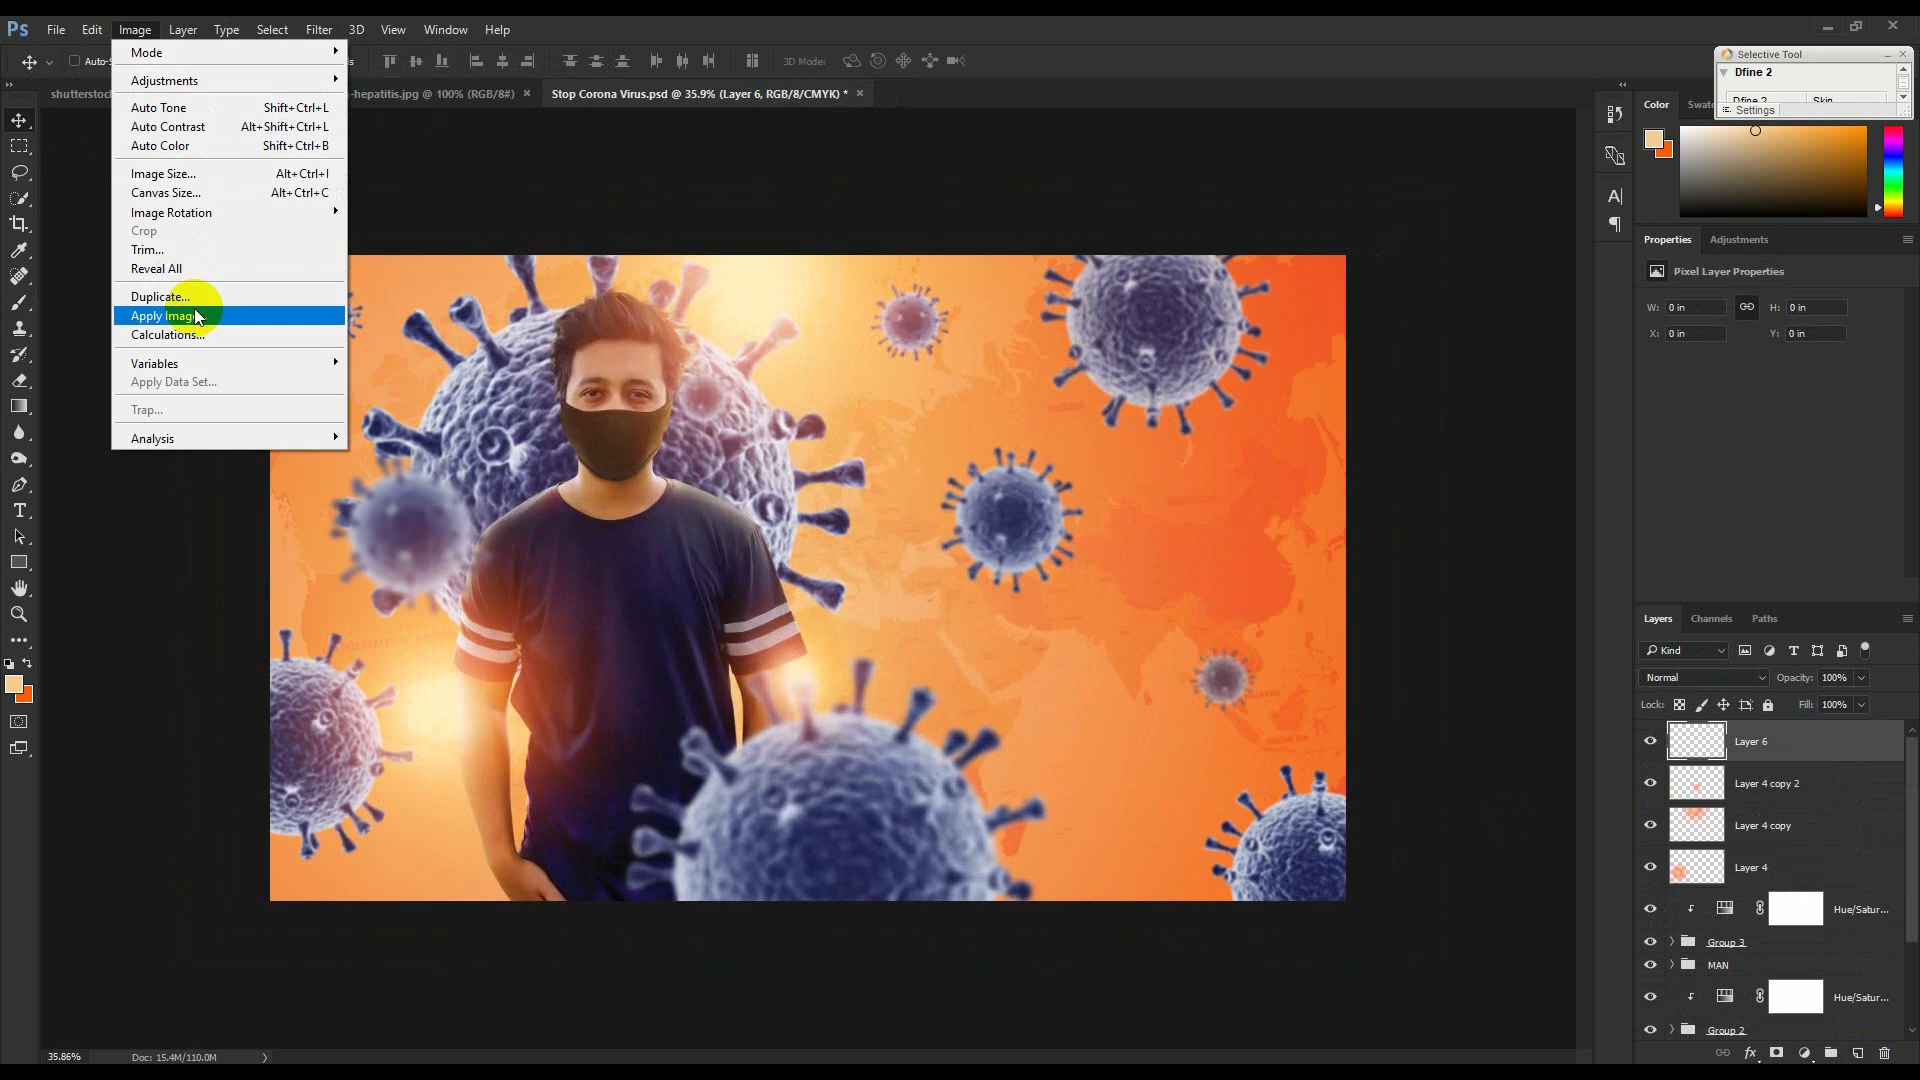 Ps File Edit Image Layer Type Select Filter 3D View Window Help
Auto-S 3D Mode:
Selective Tool
Dfine 2
Dfine 2 Skin
Settings
shutterstoc -hepatitis.jpg @ 100% (RGB/8#) × Stop Corona Virus.psd @ 35.9% (Layer 6, RGB/8/CMYK) * ×
Mode
Adjustments
Auto Tone Shift+Ctrl+L
Auto Contrast Alt+Shift+Ctrl+L
Auto Color Shift+Ctrl+B
Image Size... Alt+Ctrl+I
Canvas Size... Alt+Ctrl+C
Image Rotation
Crop
Trim...
Reveal All
Duplicate...
Apply Image...
Calculations...
Variables
Apply Data Set...
Trap...
Analysis
Color Swatc
Properties Adjustments
Pixel Layer Properties
W: 0 in H: 0 in
X: 0 in Y: 0 in
Layers Channels Paths
Kind
Normal Opacity: 100%
Lock: Fill: 100%
Layer 6
Layer 4 copy 2
Layer 4 copy
Layer 4
Hue/Satur...
Group 3
MAN
Hue/Satur...
Group 2
fx
35.86% Doc: 15.4M/110.0M